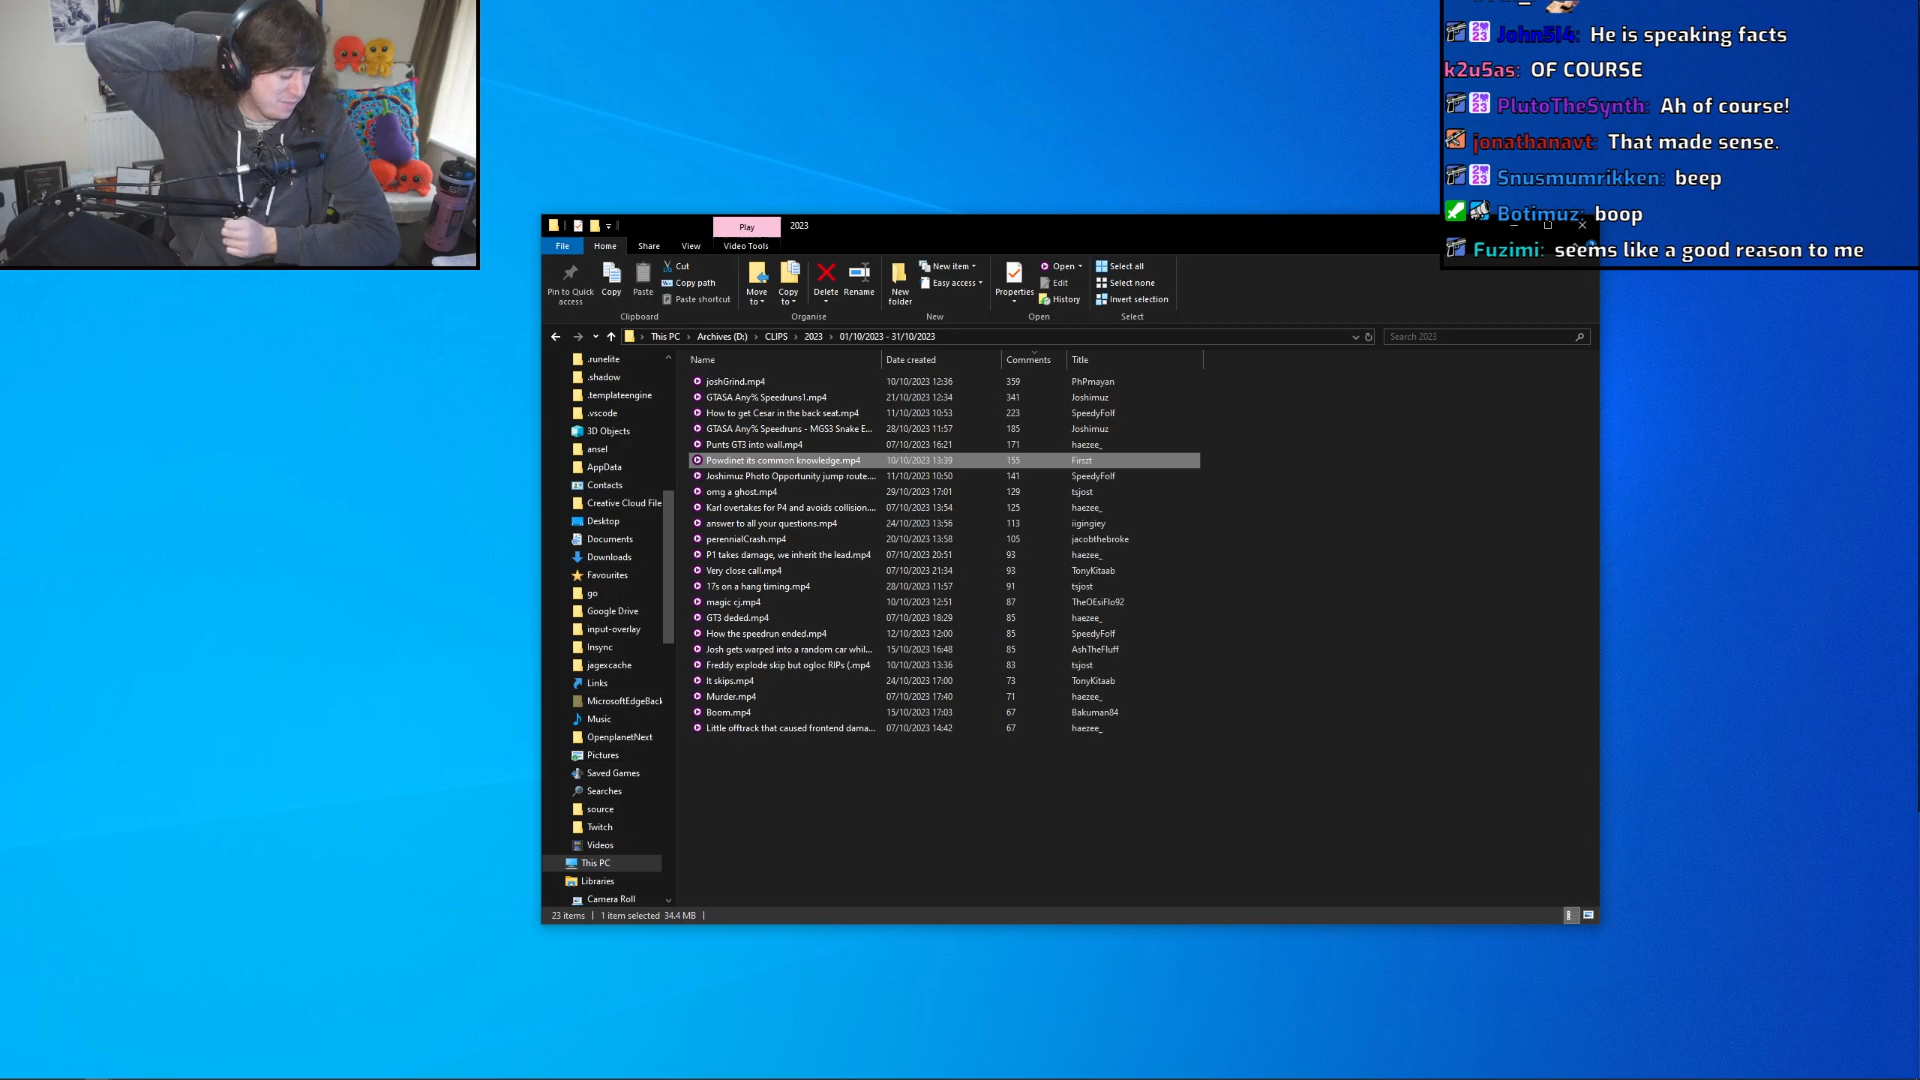 John5l4: He is speaking facts
k2u5as: OF COURSE
PlutoTheSynth: Ah of course!
jonathanavt: That made sense.
Snusmumrikken: beep
Botimuz: boop
Fuzimi: seems like a good reason to me
Play 2023
File Home Share View Video Tools
Pin to Quick access
Copy
Paste
Cut
Copy path
Paste shortcut
Clipboard
Move to
Copy to
Delete
Rename
Organise
New folder
New item
Easy access
New
Properties
Open
Edit
History
Open
Select all
Select none
Invert selection
Select
This PC > Archives (D:) > CLIPS > 2023 > 01/10/2023 - 31/10/2023
Search 2023
.runelite
.shadow
.templateengine
.vscode
3D Objects
ansel
AppData
Contacts
Creative Cloud File
Desktop
Documents
Downloads
Favourites
go
Google Drive
input-overlay
Insync
jagexcache
Links
MicrosoftEdgeBack
Music
OpenplanetNext
Pictures
Saved Games
Searches
source
Twitch
Videos
This PC
Libraries
Camera Roll
Name Date created Comments Title
joshGrind.mp4 10/10/2023 12:36 359 PhPmayan
GTASA Any% Speedruns1.mp4 21/10/2023 12:34 341 Joshimuz
How to get Cesar in the back seat.mp4 11/10/2023 10:53 223 SpeedyFolf
GTASA Any% Speedruns - MGS3 Snake E... 28/10/2023 11:57 185 Joshimuz
Punts GT3 into wall.mp4 07/10/2023 16:21 171 haezee_
Powdinet its common knowledge.mp4 10/10/2023 13:39 155 Firszt
Joshimuz Photo Opportunity jump route.... 11/10/2023 10:50 141 SpeedyFolf
omg a ghost.mp4 29/10/2023 17:01 129 tsjost
Karl overtakes for P4 and avoids collision.... 07/10/2023 13:54 125 haezee_
answer to all your questions.mp4 24/10/2023 13:56 113 iigingiey
perennialCrash.mp4 20/10/2023 13:58 105 jacobthebroke
P1 takes damage, we inherit the lead.mp4 07/10/2023 20:51 93 haezee_
Very close call.mp4 07/10/2023 21:34 93 TonyKitaab
17s on a hang timing.mp4 28/10/2023 11:57 91 tsjost
magic cj.mp4 10/10/2023 12:51 87 TheOEsiFlo92
GT3 deded.mp4 07/10/2023 18:29 85 haezee_
How the speedrun ended.mp4 12/10/2023 12:00 85 SpeedyFolf
Josh gets warped into a random car whil... 15/10/2023 16:48 85 AshTheFluff
Freddy explode skip but ogloc RIPs (.mp4 10/10/2023 13:36 83 tsjost
It skips.mp4 24/10/2023 17:00 73 TonyKitaab
Murder.mp4 07/10/2023 17:40 71 haezee_
Boom.mp4 15/10/2023 17:03 67 Bakuman84
Little offtrack that caused frontend dama... 07/10/2023 14:42 67 haezee_
23 items 1 item selected 34.4 MB